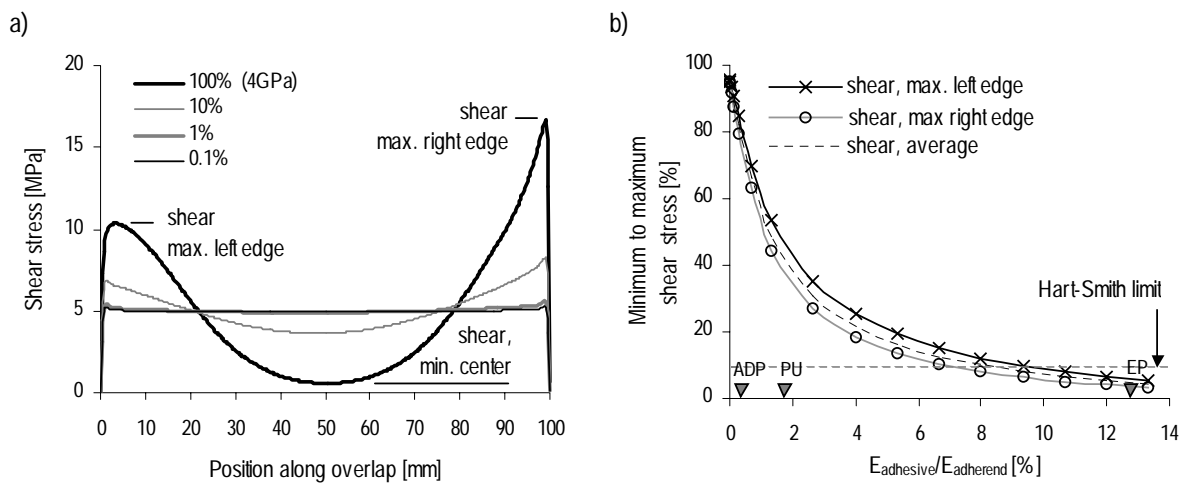 a)
20
15
10
5
0
Shear stress [MPa]
100% (4GPa)
10%
1%
0.1%
shear
max. right edge
shear
max. left edge
shear,
min. center
0 10 20 30 40 50 60 70 80 90 100
Position along overlap [mm]
b)
100
80
60
40
20
0
Minimum to maximum
shear stress [%]
shear, max. left edge
shear, max right edge
shear, average
Hart-Smith limit
ADP
PU
EP
0 2 4 6 8 10 12 14
Eadhesive/Eadherend [%]